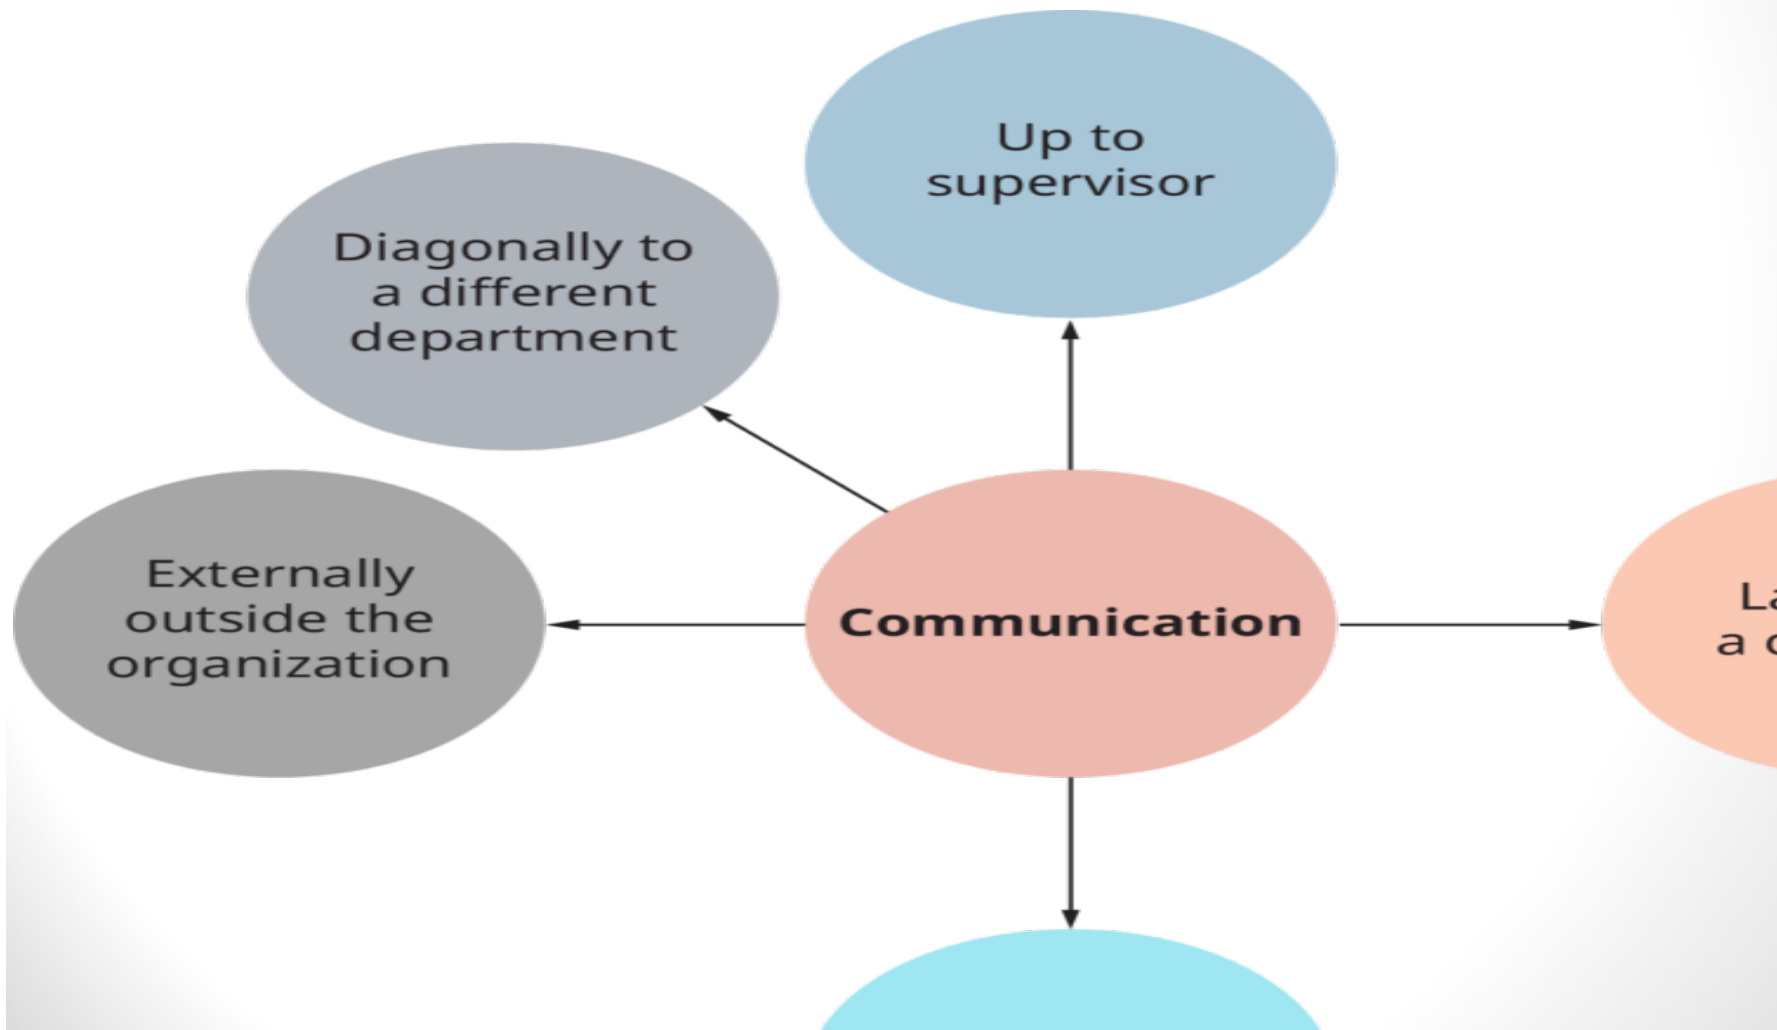 Up to
supervisor
Diagonally to
a different
department
Externally
outside the
organization
Communication
a